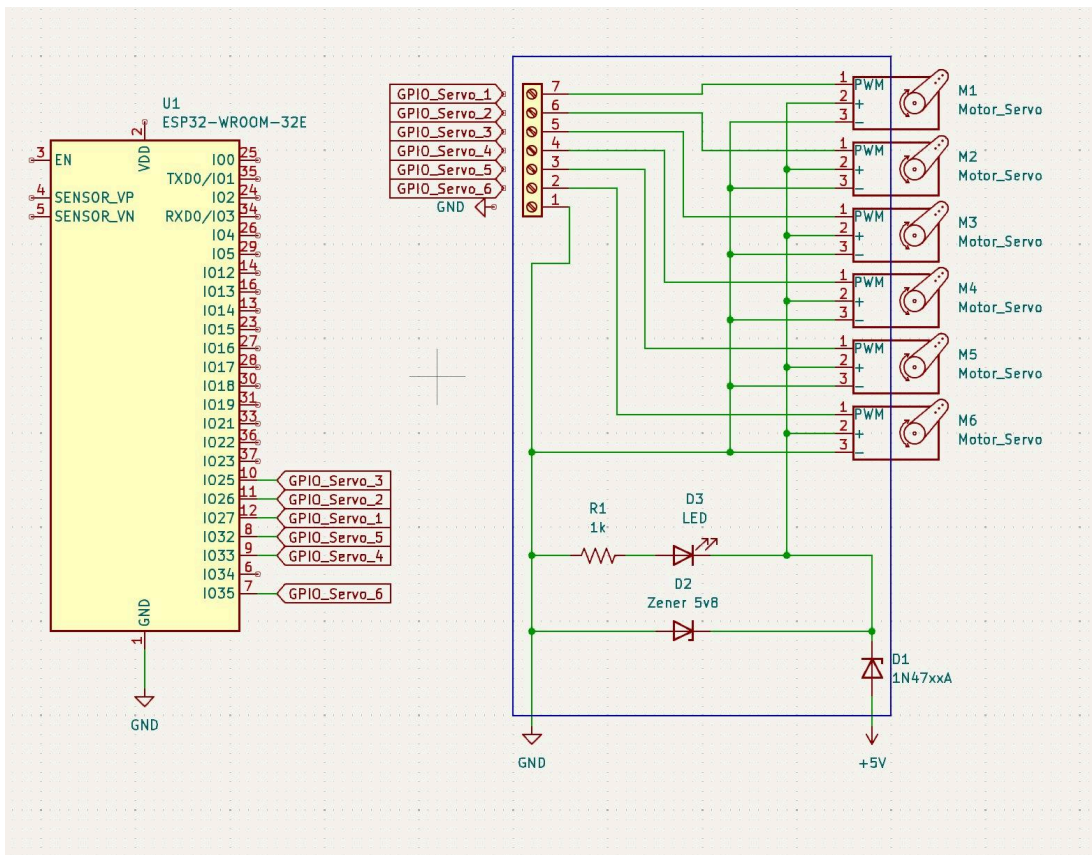 U1
ESP32-WROOM-32E
2
VDD
3
EN
4
SENSOR_VP
5
SENSOR_VN
IO0
25
TXD0/IO1
35
IO2
24
RXD0/IO3
34
IO4
26
IO5
29
IO12
14
IO13
16
IO14
13
IO15
23
IO16
27
IO17
28
IO18
30
IO19
31
IO21
33
IO22
36
IO23
37
IO25
10
GPIO_Servo_3
IO26
11
GPIO_Servo_2
IO27
12
GPIO_Servo_1
IO32
8
GPIO_Servo_5
IO33
9
GPIO_Servo_4
IO34
6
IO35
7
GPIO_Servo_6
GND
1
GND
GPIO_Servo_1
7
GPIO_Servo_2
6
GPIO_Servo_3
5
GPIO_Servo_4
4
GPIO_Servo_5
3
GPIO_Servo_6
2
GND
1
1
PWM
2
+
3
−
M1
Motor_Servo
1
PWM
2
+
3
−
M2
Motor_Servo
1
PWM
2
+
3
−
M3
Motor_Servo
1
PWM
2
+
3
−
M4
Motor_Servo
1
PWM
2
+
3
−
M5
Motor_Servo
1
PWM
2
+
3
−
M6
Motor_Servo
R1
1k
D3
LED
D2
Zener 5v8
D1
1N47xxA
GND
+5V